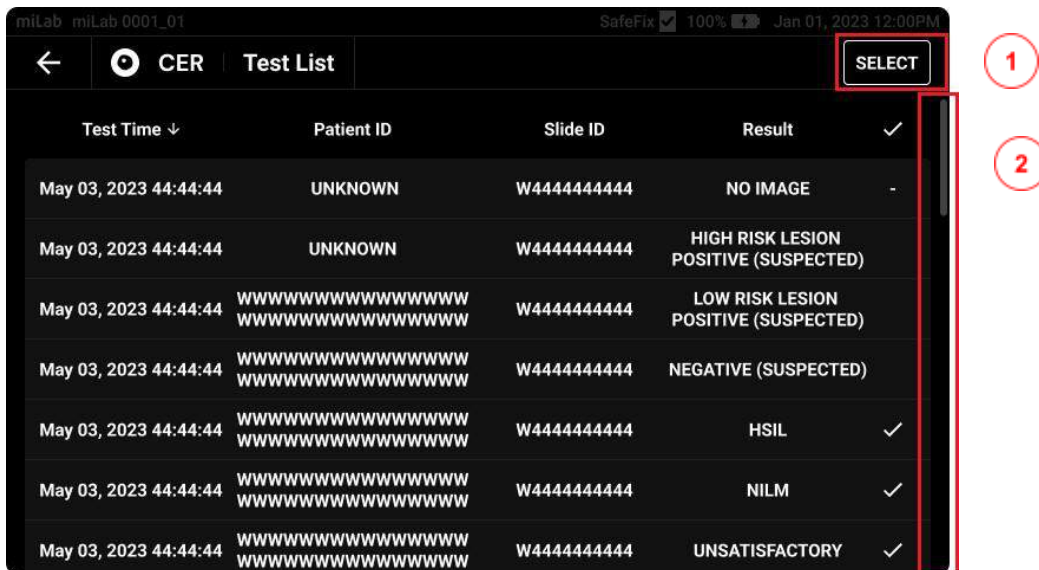 miLab miLab 0001_01 SafeFix 100% Jan 01, 2023 12:00PM
CER Test List SELECT
1
Test Time ↓ Patient ID Slide ID Result ✓
2
May 03, 2023 44:44:44 UNKNOWN W4444444444 NO IMAGE -
May 03, 2023 44:44:44 UNKNOWN W4444444444 HIGH RISK LESION
POSITIVE (SUSPECTED)
May 03, 2023 44:44:44 WWWWWWWWWWWWWWW
WWWWWWWWWWWWWWW W4444444444 LOW RISK LESION
POSITIVE (SUSPECTED)
May 03, 2023 44:44:44 WWWWWWWWWWWWWWW
WWWWWWWWWWWWWWW W4444444444 NEGATIVE (SUSPECTED)
May 03, 2023 44:44:44 WWWWWWWWWWWWWWW
WWWWWWWWWWWWWWW W4444444444 HSIL ✓
May 03, 2023 44:44:44 WWWWWWWWWWWWWWW
WWWWWWWWWWWWWWW W4444444444 NILM ✓
May 03, 2023 44:44:44 WWWWWWWWWWWWWWW
WWWWWWWWWWWWWWW W4444444444 UNSATISFACTORY ✓